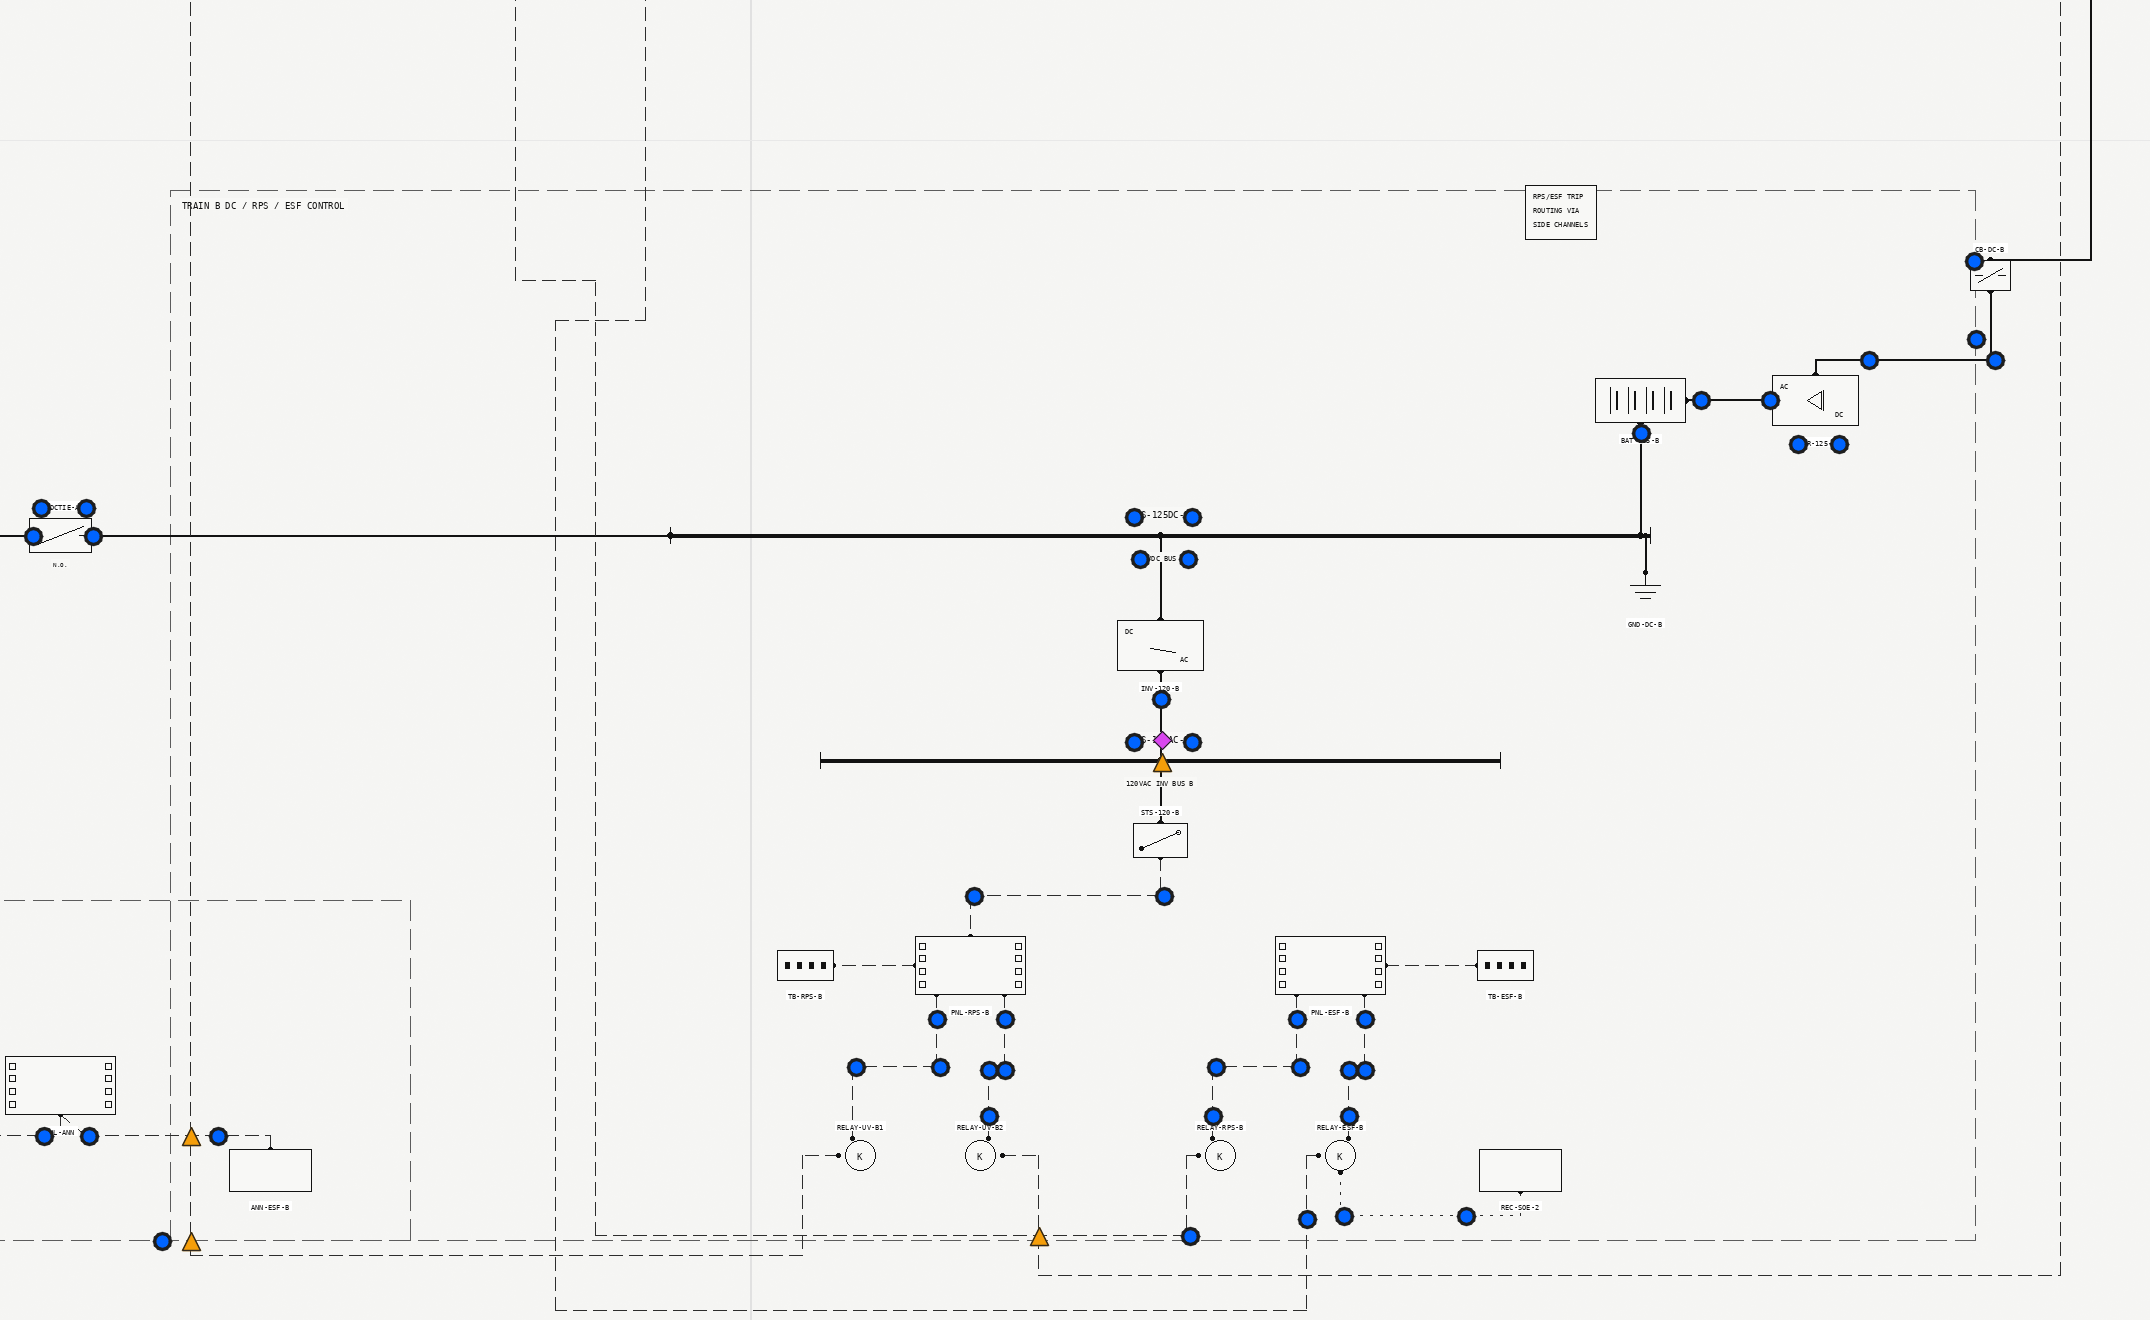 TRAIN B DC / RPS / ESF CONTROL
RPS/ESF TRIP
ROUTING VIA
SIDE CHANNELS
CB-DC-B
AC
DC
N.O.
GND-DC-B
DC
AC
INV-120-B
120VAC INV BUS B
STS-120-B
TB-RPS-B
PNL-RPS-B
PNL-ESF-B
TB-ESF-B
RELAY-UV-B1
RELAY-UV-B2
RELAY-RPS-B
RELAY-ESF-B
K
K
K
K
ANN-ESF-B
REC-SOE-2